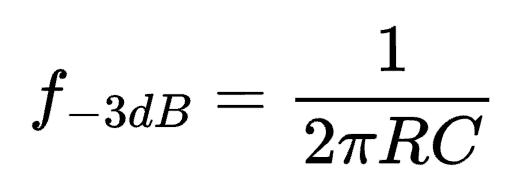 f₋₃dB = 1 / 2πRC